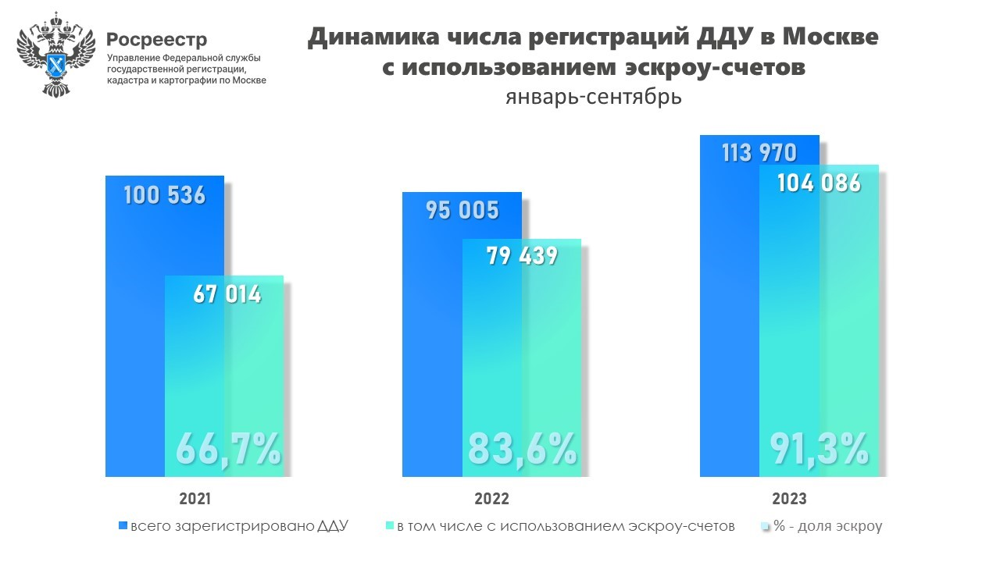 Росреестр
Управление Федеральной службы
государственной регистрации,
кадастра и картографии по Москве
Динамика числа регистраций ДДУ в Москве
с использованием эскроу-счетов
январь-сентябрь
100 536
67 014
66,7%
95 005
79 439
83,6%
113 970
104 086
91,3%
2021
2022
2023
всего зарегистрировано ДДУ
в том числе с использованием эскроу-счетов
% - доля эскроу